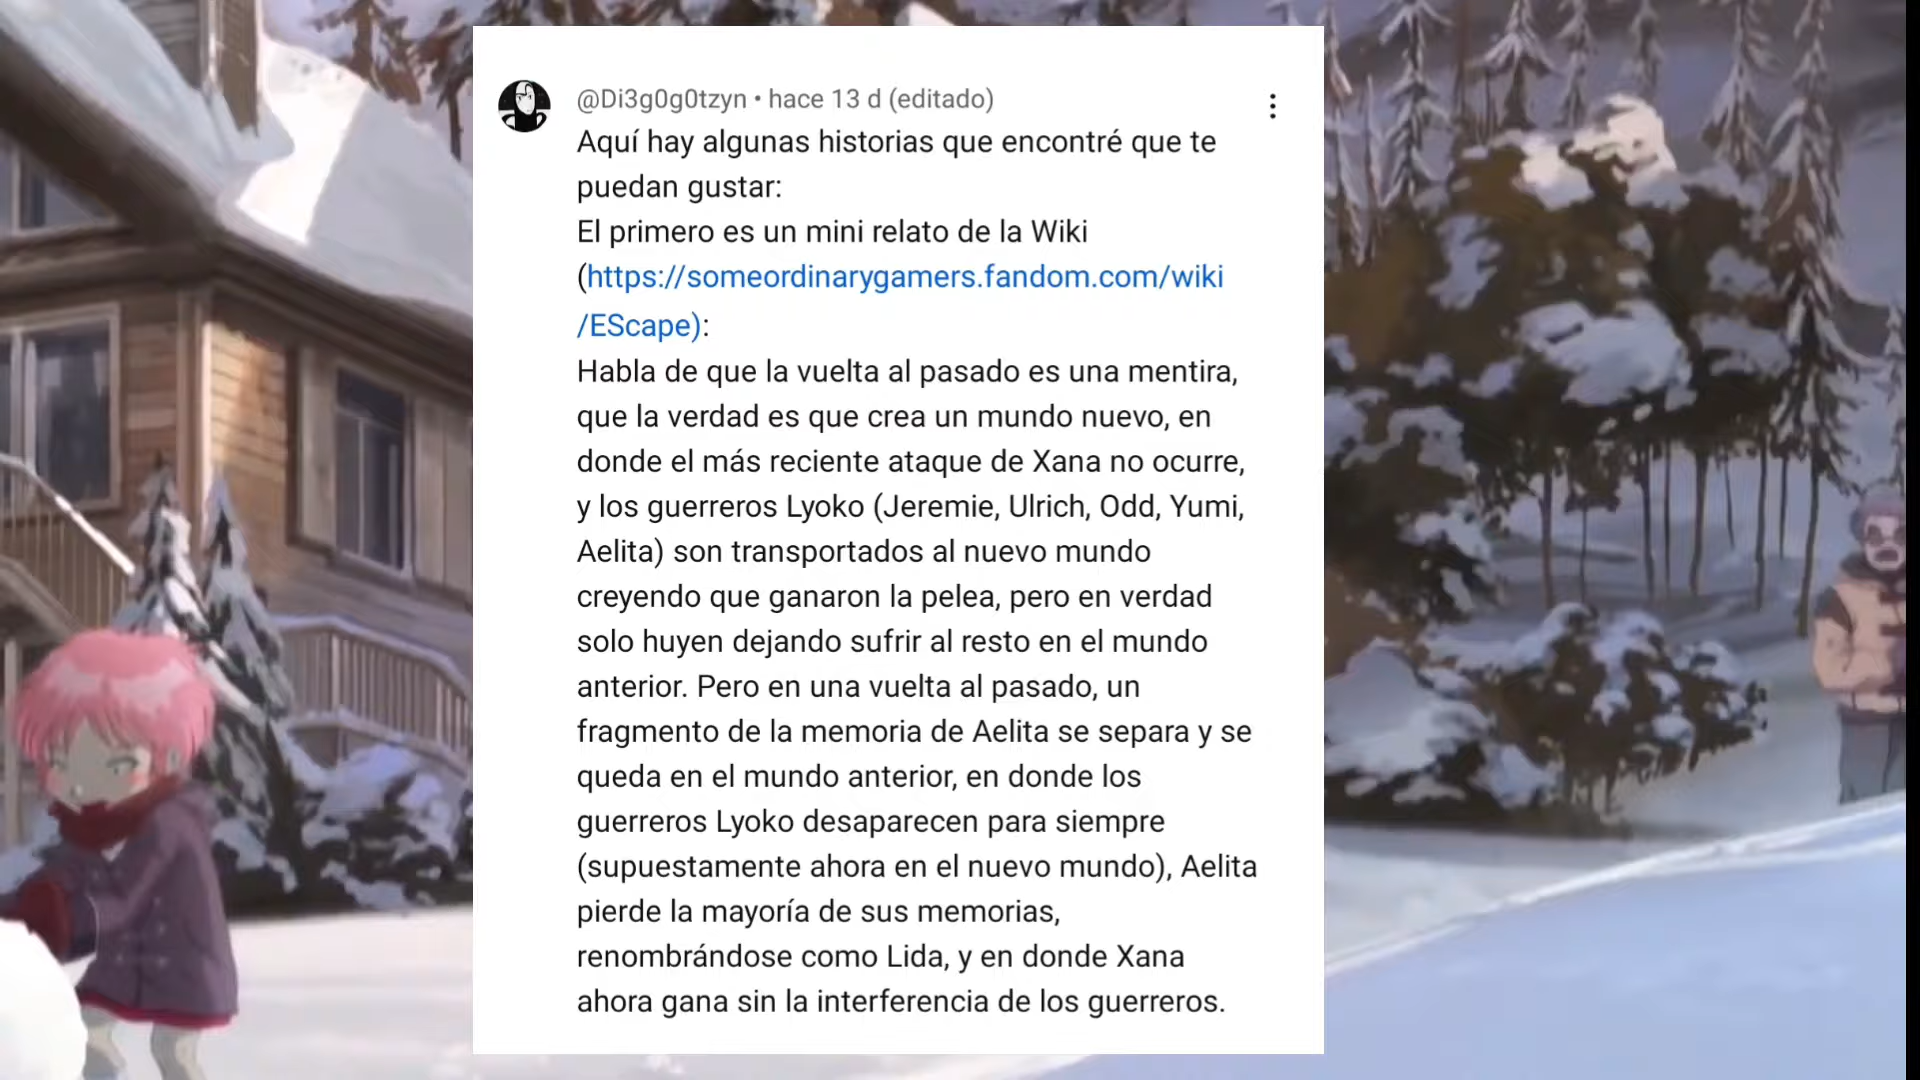 @Di3g0g0tzyn • hace 13 d (editado)
Aquí hay algunas historias que encontré que te
puedan gustar:
El primero es un mini relato de la Wiki
(https://someordinarygamers.fandom.com/wiki
/EScape):
Habla de que la vuelta al pasado es una mentira,
que la verdad es que crea un mundo nuevo, en
donde el más reciente ataque de Xana no ocurre,
y los guerreros Lyoko (Jeremie, Ulrich, Odd, Yumi,
Aelita) son transportados al nuevo mundo
creyendo que ganaron la pelea, pero en verdad
solo huyen dejando sufrir al resto en el mundo
anterior. Pero en una vuelta al pasado, un
fragmento de la memoria de Aelita se separa y se
queda en el mundo anterior, en donde los
guerreros Lyoko desaparecen para siempre
(supuestamente ahora en el nuevo mundo), Aelita
pierde la mayoría de sus memorias,
renombrándose como Lida, y en donde Xana
ahora gana sin la interferencia de los guerreros.